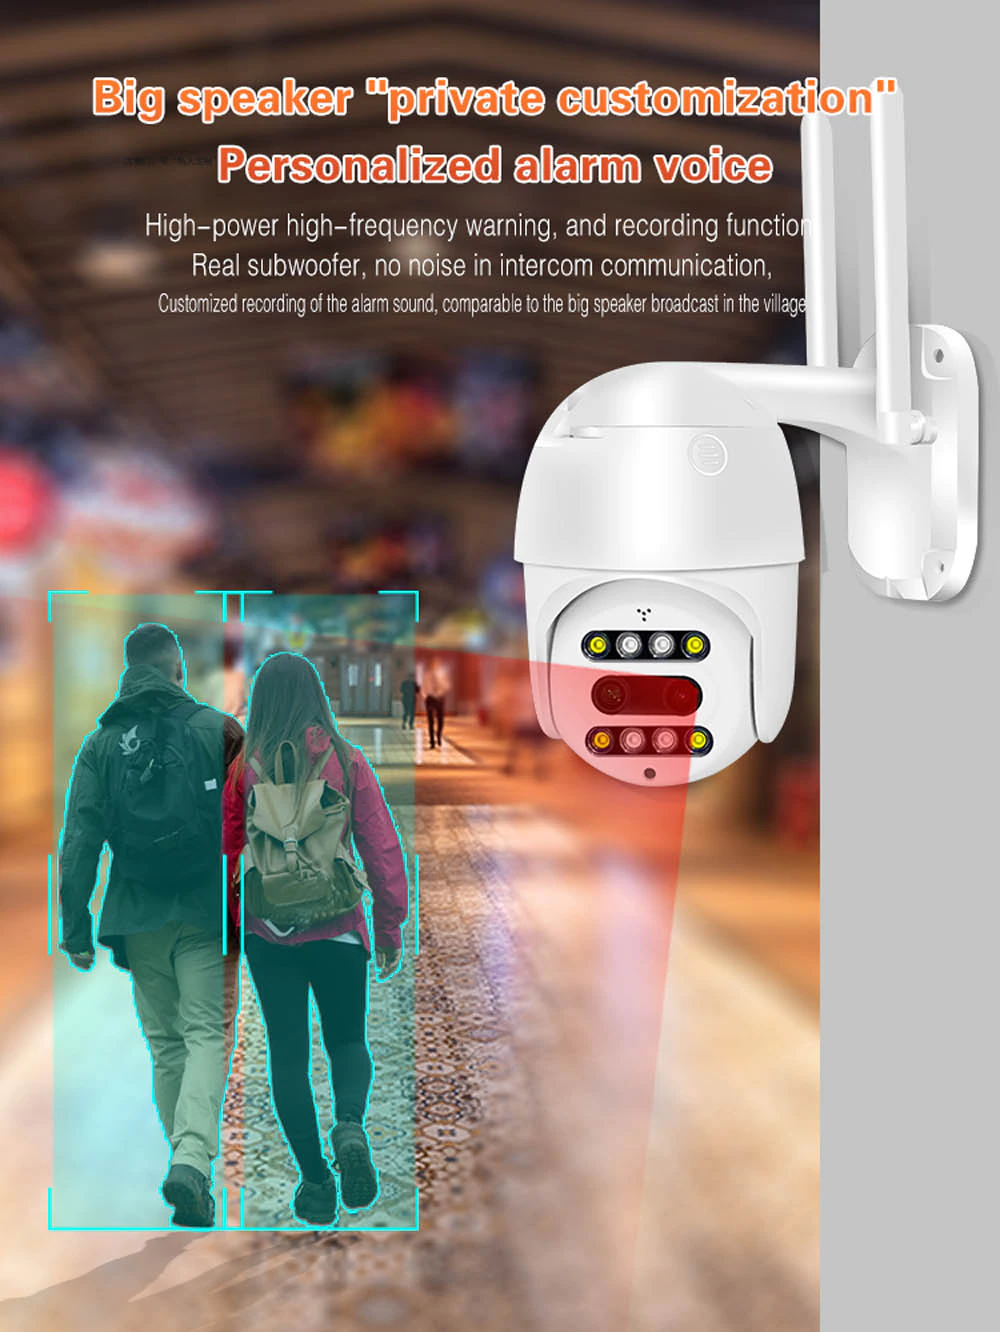 Big speaker "private customization"
Personalized alarm voice
High-power high-frequency warning, and recording function
Real subwoofer, no noise in intercom communication,
Customized recording of the alarm sound, comparable to the big speaker broadcast in the village